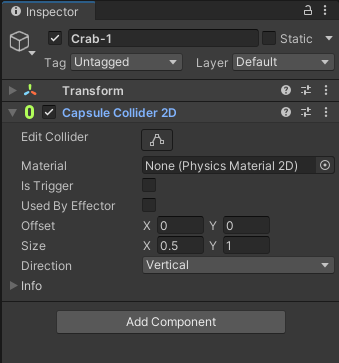 Inspector
Crab-1 Static
Tag Untagged Layer Default
Transform
Capsule Collider 2D
Edit Collider
Material None (Physics Material 2D)
Is Trigger
Used By Effector
Offset X 0 Y 0
Size X 0.5 Y 1
Direction Vertical
Info
Add Component